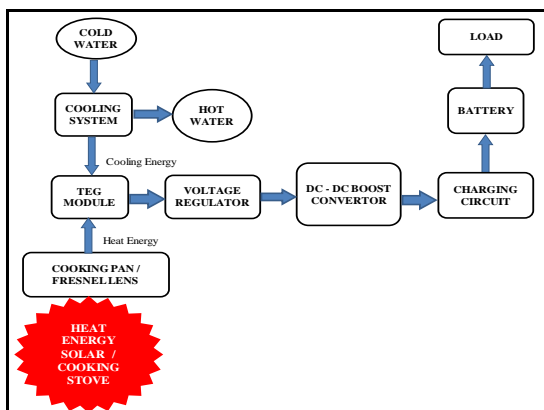 COLD
WATER
LOAD
COOLING
SYSTEM
HOT
WATER
BATTERY
Cooling Energy
TEG
MODULE
VOLTAGE
REGULATOR
DC - DC BOOST
CONVERTOR
CHARGING
CIRCUIT
Heat Energy
COOKING PAN /
FRESNEL LENS
HEAT
ENERGY
SOLAR /
COOKING
STOVE